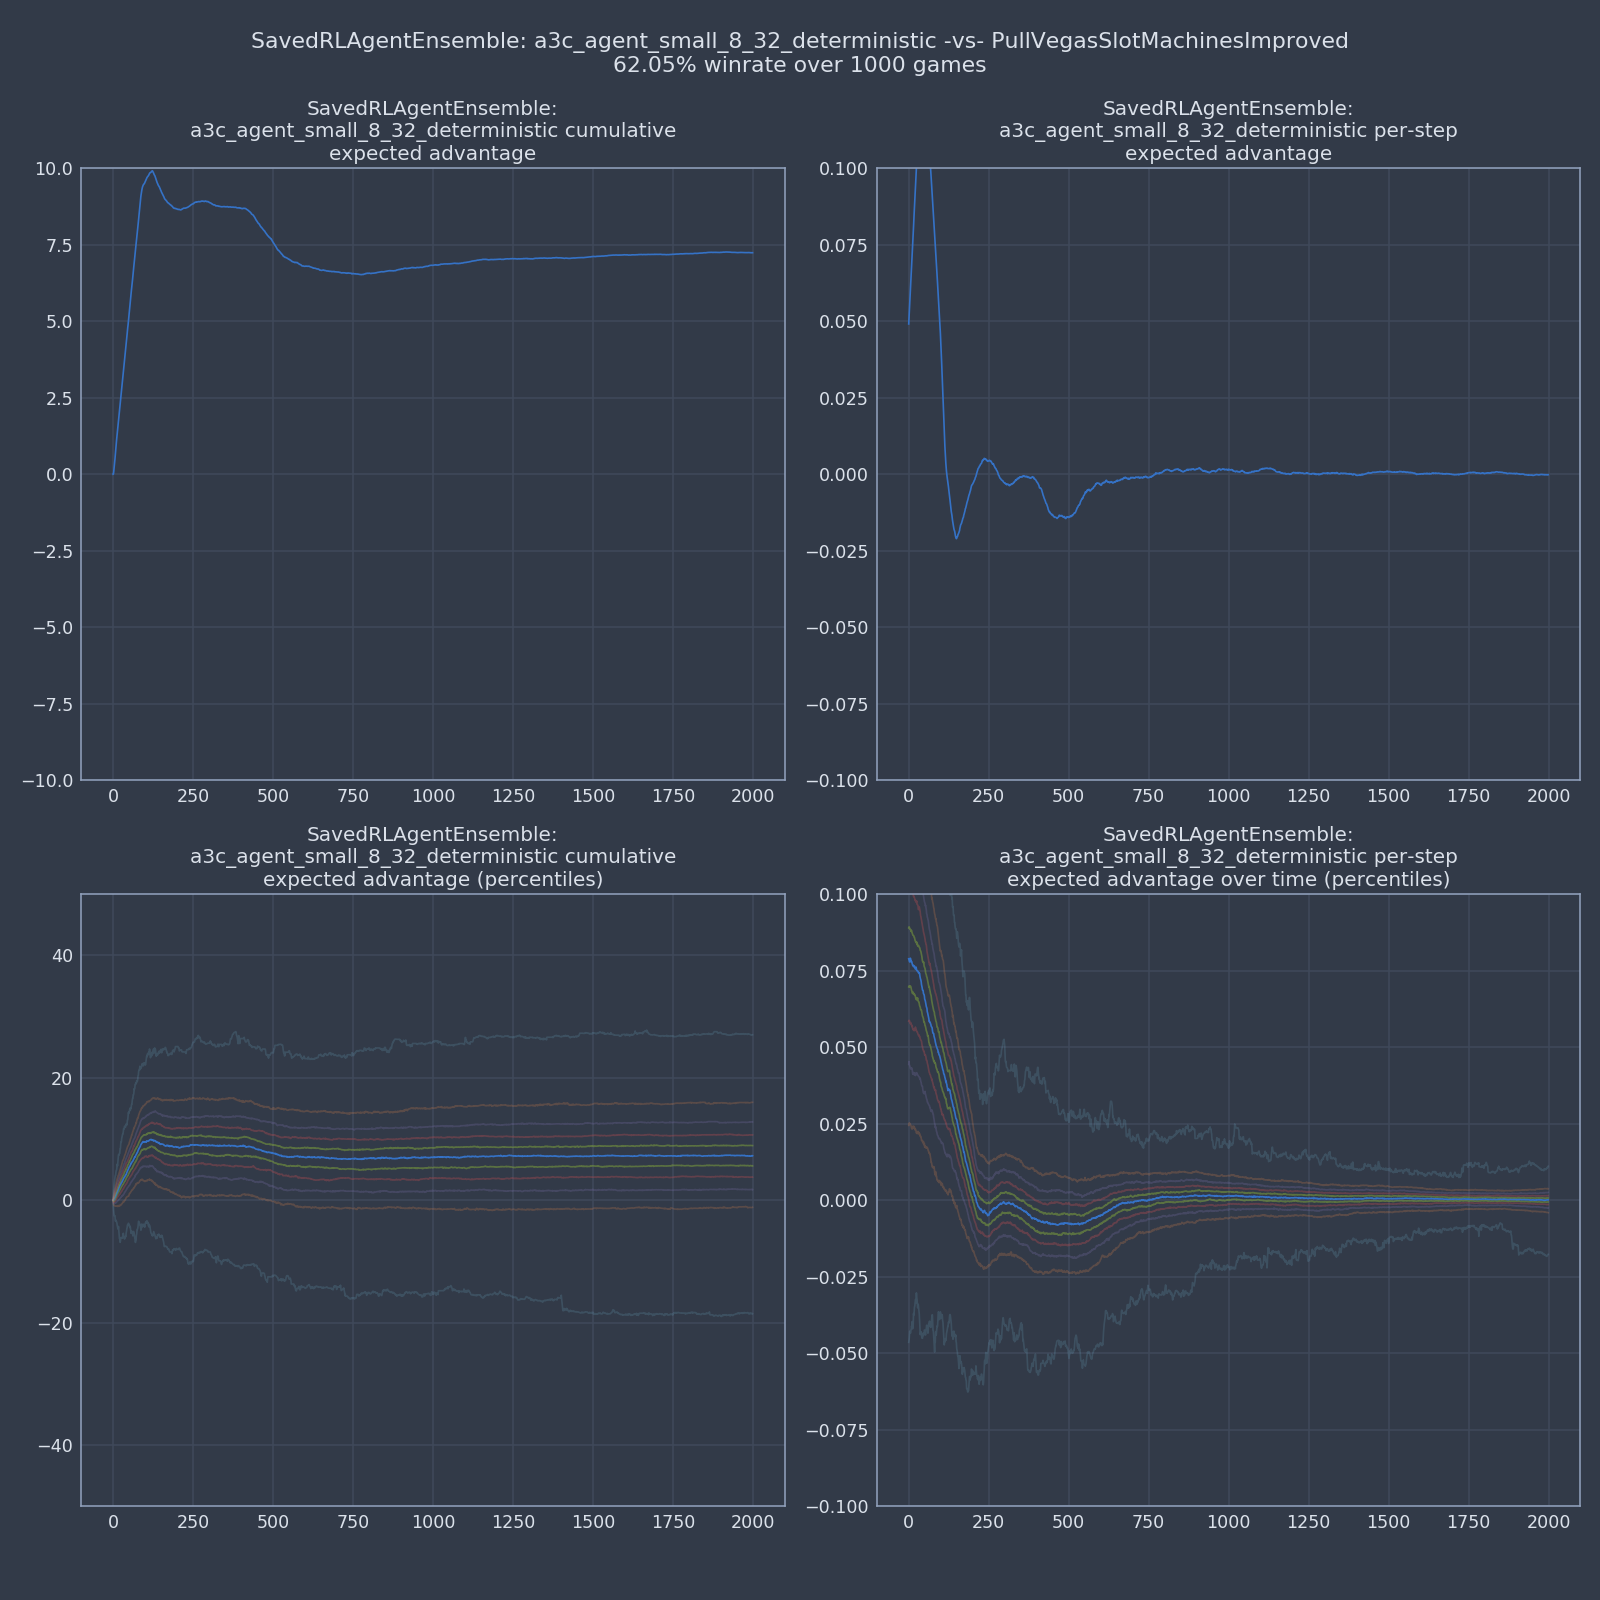 SavedRLAgentEnsemble: a3c_agent_small_8_32_deterministic -vs- PullVegasSlotMachinesImproved
62.05% winrate over 1000 games
SavedRLAgentEnsemble:
a3c_agent_small_8_32_deterministic cumulative
expected advantage
10.0
7.5
5.0
2.5
0.0
−2.5
−5.0
−7.5
−10.0
0 250 500 750 1000 1250 1500 1750 2000
SavedRLAgentEnsemble:
a3c_agent_small_8_32_deterministic per-step
expected advantage
0.100
0.075
0.050
0.025
0.000
−0.025
−0.050
−0.075
−0.100
0 250 500 750 1000 1250 1500 1750 2000
SavedRLAgentEnsemble:
a3c_agent_small_8_32_deterministic cumulative
expected advantage (percentiles)
40
20
0
−20
−40
0 250 500 750 1000 1250 1500 1750 2000
SavedRLAgentEnsemble:
a3c_agent_small_8_32_deterministic per-step
expected advantage over time (percentiles)
0.100
0.075
0.050
0.025
0.000
−0.025
−0.050
−0.075
−0.100
0 250 500 750 1000 1250 1500 1750 2000